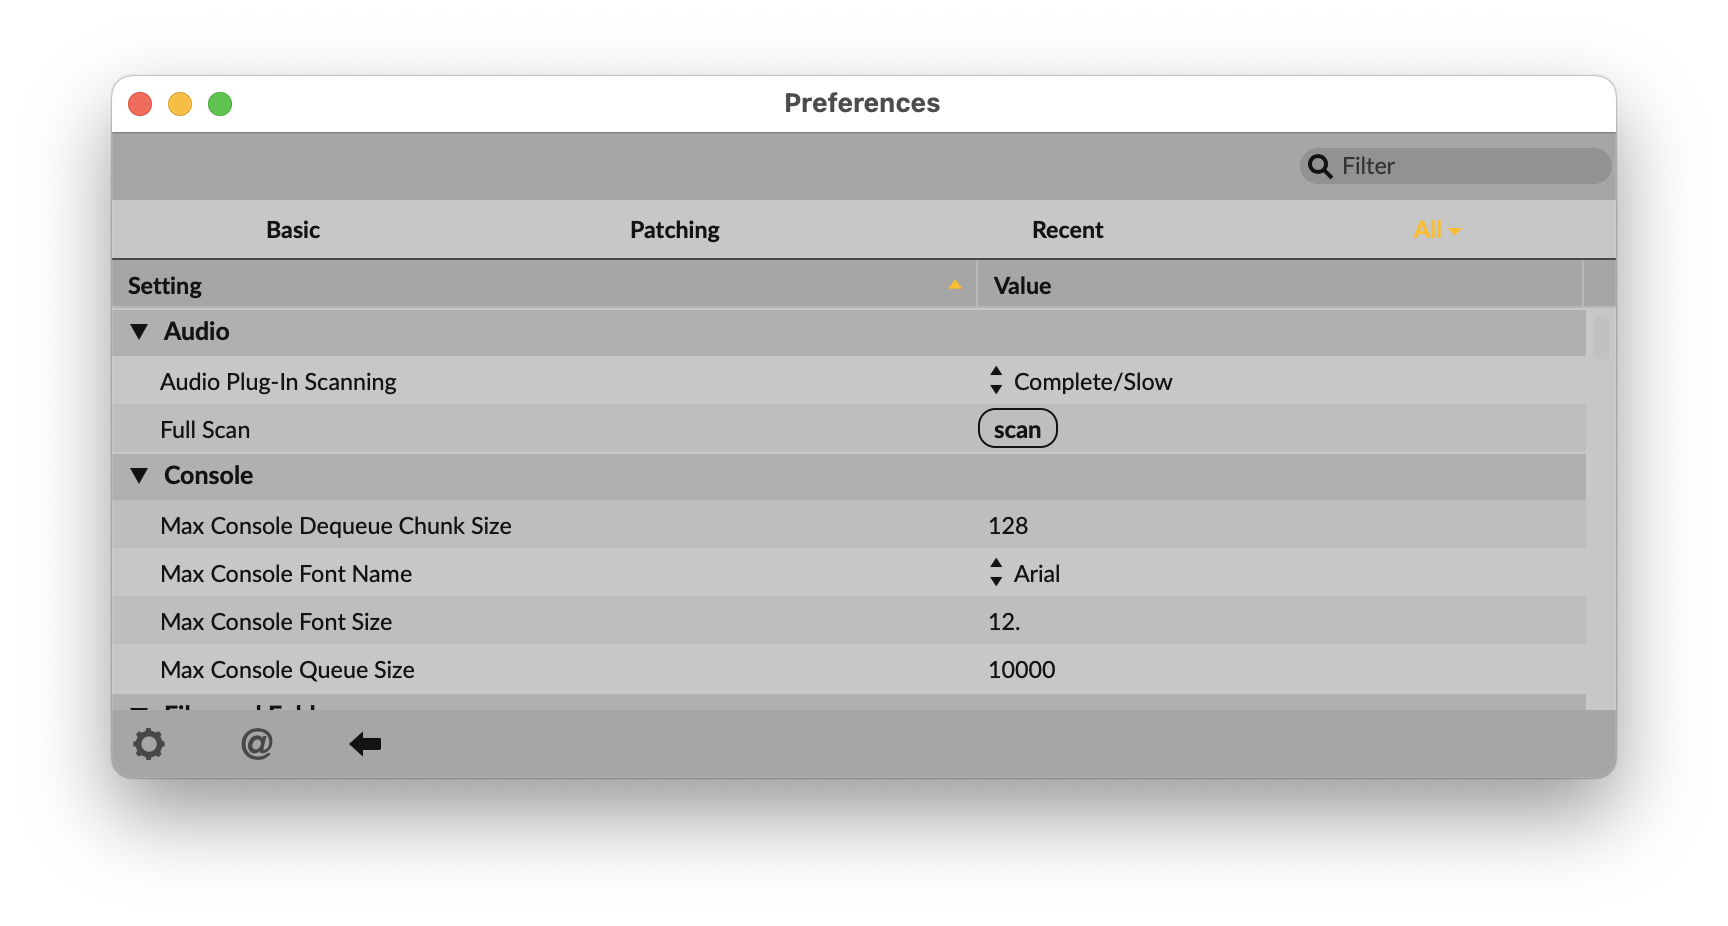 Preferences
Filter
Basic Patching Recent All
Setting Value
Audio
Audio Plug-In Scanning Complete/Slow
Full Scan scan
Console
Max Console Dequeue Chunk Size 128
Max Console Font Name Arial
Max Console Font Size 12.
Max Console Queue Size 10000
@